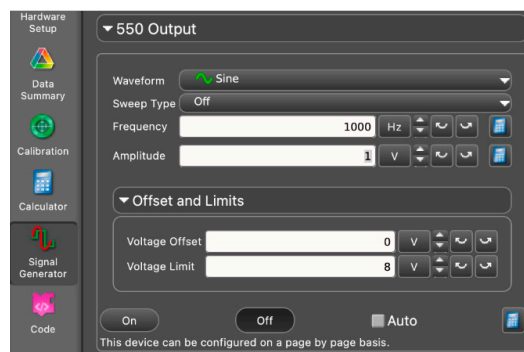 Hardware
Setup
550 Output
Data
Summary
Waveform Sine
Sweep Type Off
Frequency 1000 Hz
Calibration
Amplitude 1 V
Calculator
Offset and Limits
Voltage Offset 0 V
Signal
Generator
Voltage Limit 8 V
Code
On Off Auto
This device can be configured on a page by page basis.